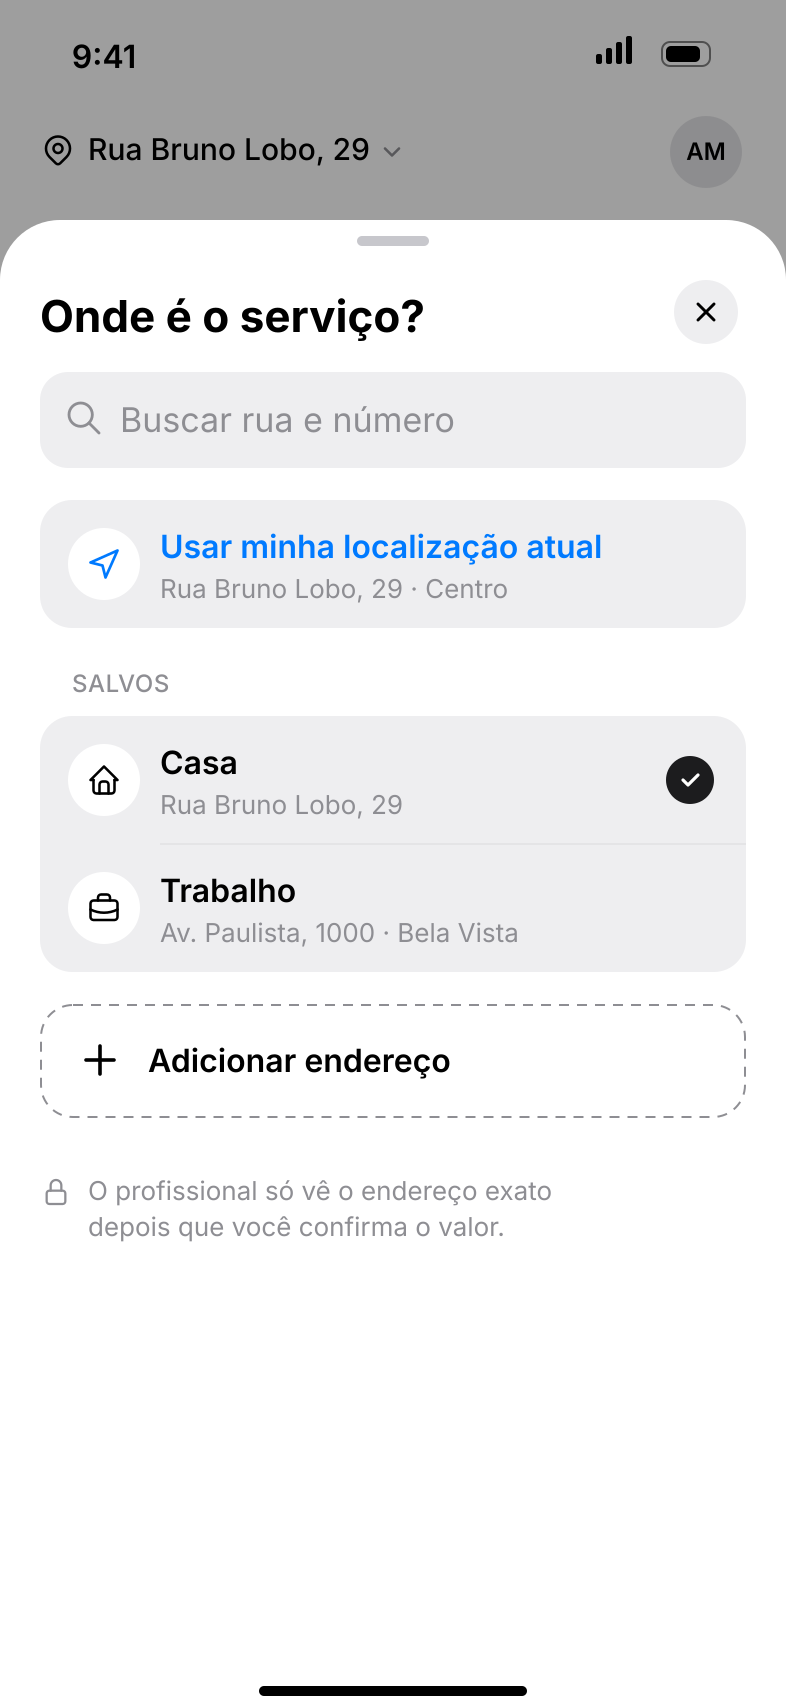 9:41
Rua Bruno Lobo, 29
AM
Onde é o serviço?
Buscar rua e número
Usar minha localização atual
Rua Bruno Lobo, 29 · Centro
SALVOS
Casa
Rua Bruno Lobo, 29
Trabalho
Av. Paulista, 1000 · Bela Vista
Adicionar endereço
O profissional só vê o endereço exato
depois que você confirma o valor.